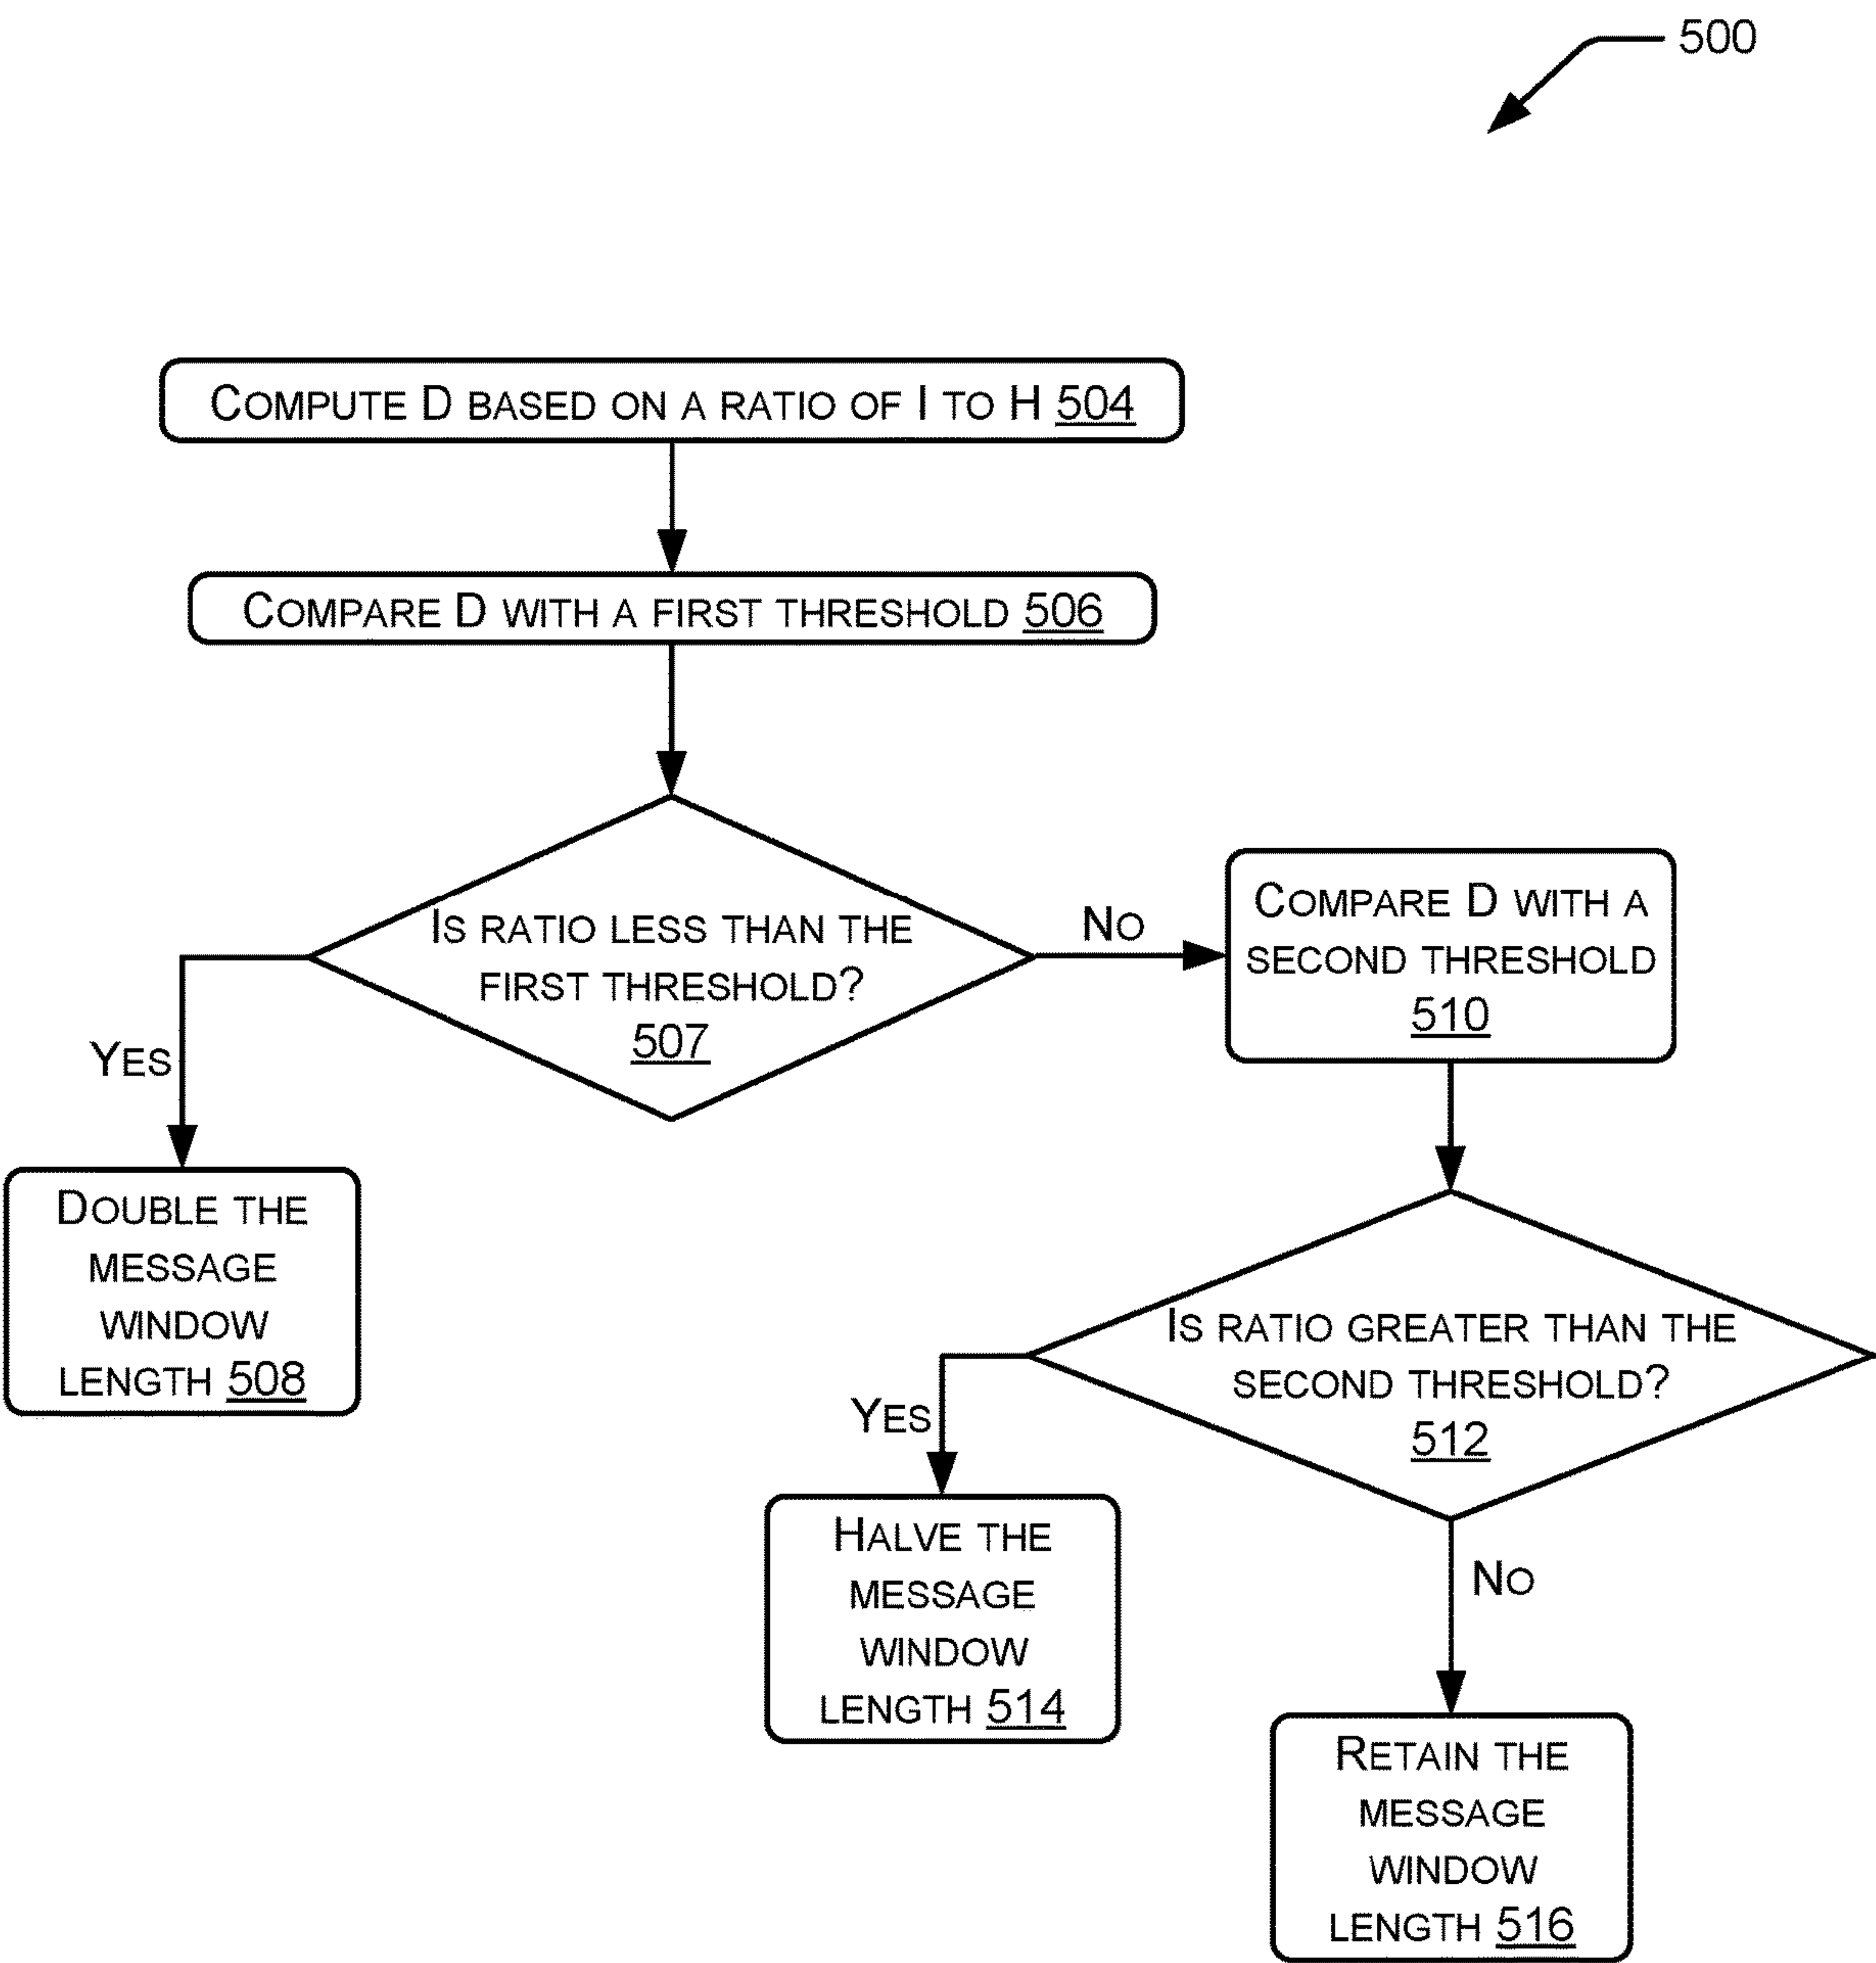 500
COMPUTE D BASED ON A RATIO OF I TO H 504
COMPARE D WITH A FIRST THRESHOLD 506
IS RATIO LESS THAN THE
FIRST THRESHOLD?
507
NO
COMPARE D WITH A
SECOND THRESHOLD
510
YES
DOUBLE THE
MESSAGE
WINDOW
LENGTH 508
IS RATIO GREATER THAN THE
SECOND THRESHOLD?
512
YES
HALVE THE
MESSAGE
WINDOW
LENGTH 514
NO
RETAIN THE
MESSAGE
WINDOW
LENGTH 516